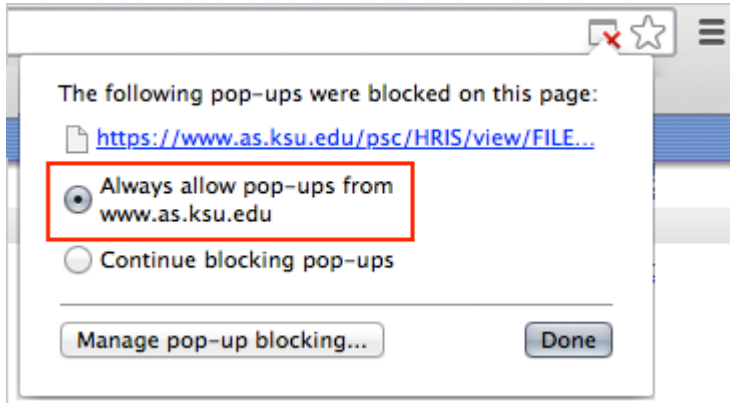 The following pop-ups were blocked on this page:
https://www.as.ksu.edu/psc/HRIS/view/FILE...
Always allow pop-ups from
www.as.ksu.edu
Continue blocking pop-ups
Manage pop-up blocking...
Done